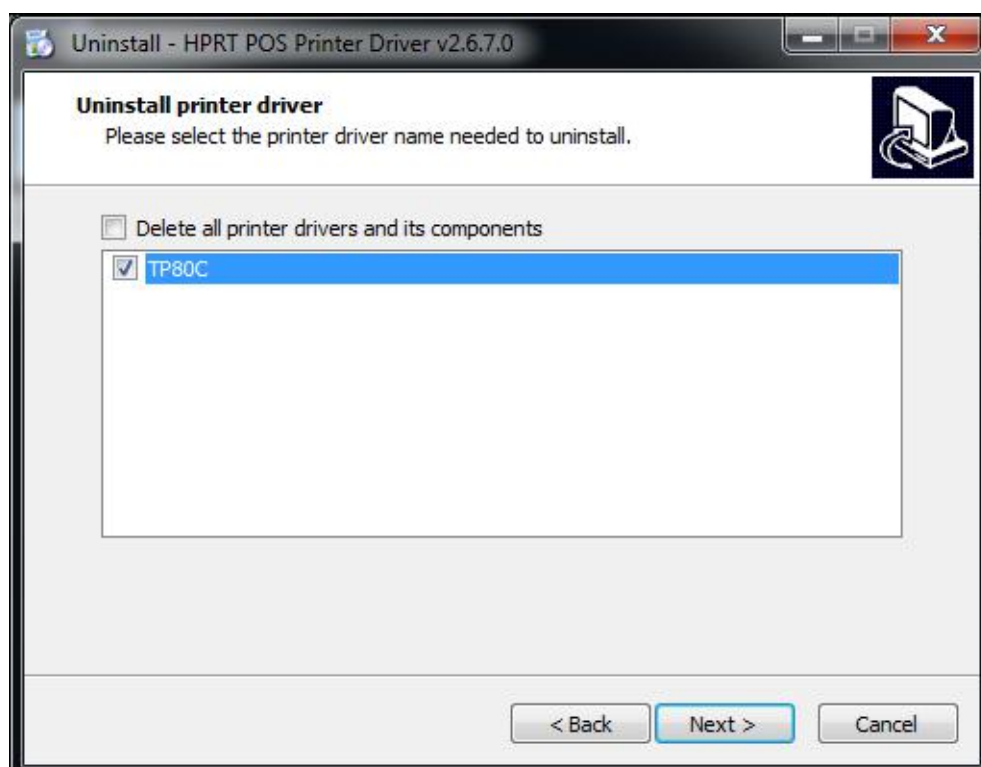 Uninstall - HPRT POS Printer Driver v2.6.7.0
Uninstall printer driver
Please select the printer driver name needed to uninstall.
Delete all printer drivers and its components
TP80C
< Back
Next >
Cancel